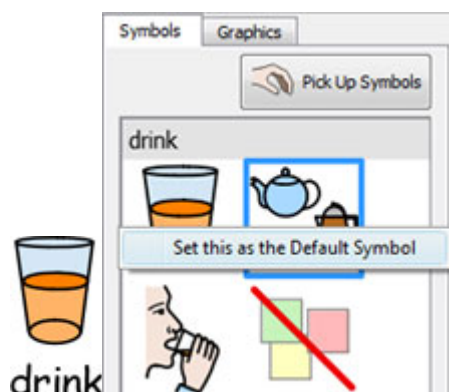 Symbols Graphics
Pick Up Symbols
drink
Set this as the Default Symbol
drink